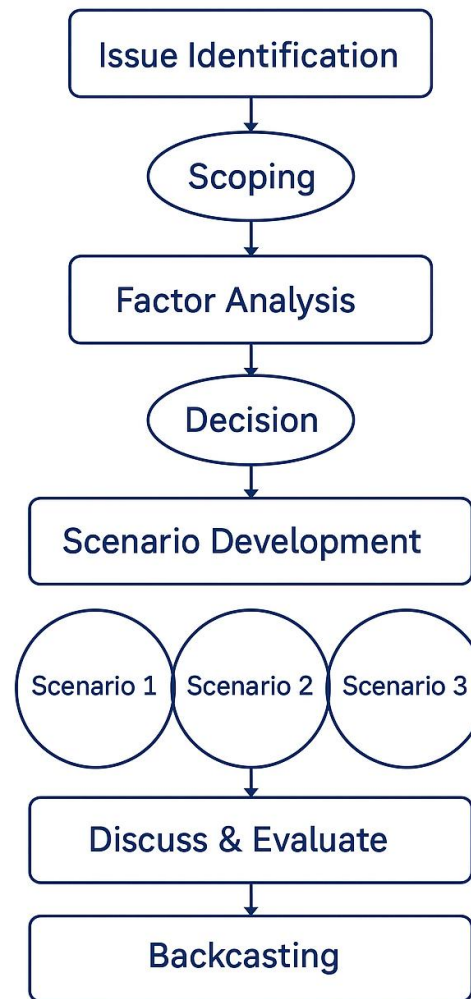 Issue Identification
Scoping
Factor Analysis
Decision
Scenario Development
Scenario 1
Scenario 2
Scenario 3
Discuss & Evaluate
Backcasting